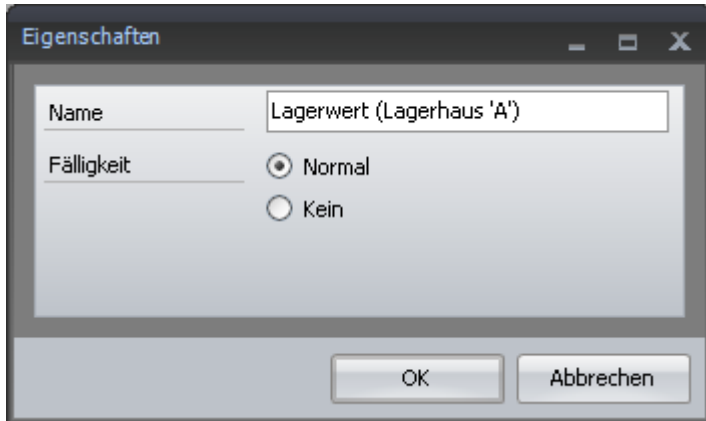 Eigenschaften
Name
Lagerwert (Lagerhaus 'A')
Fälligkeit
Normal
Kein
OK
Abbrechen